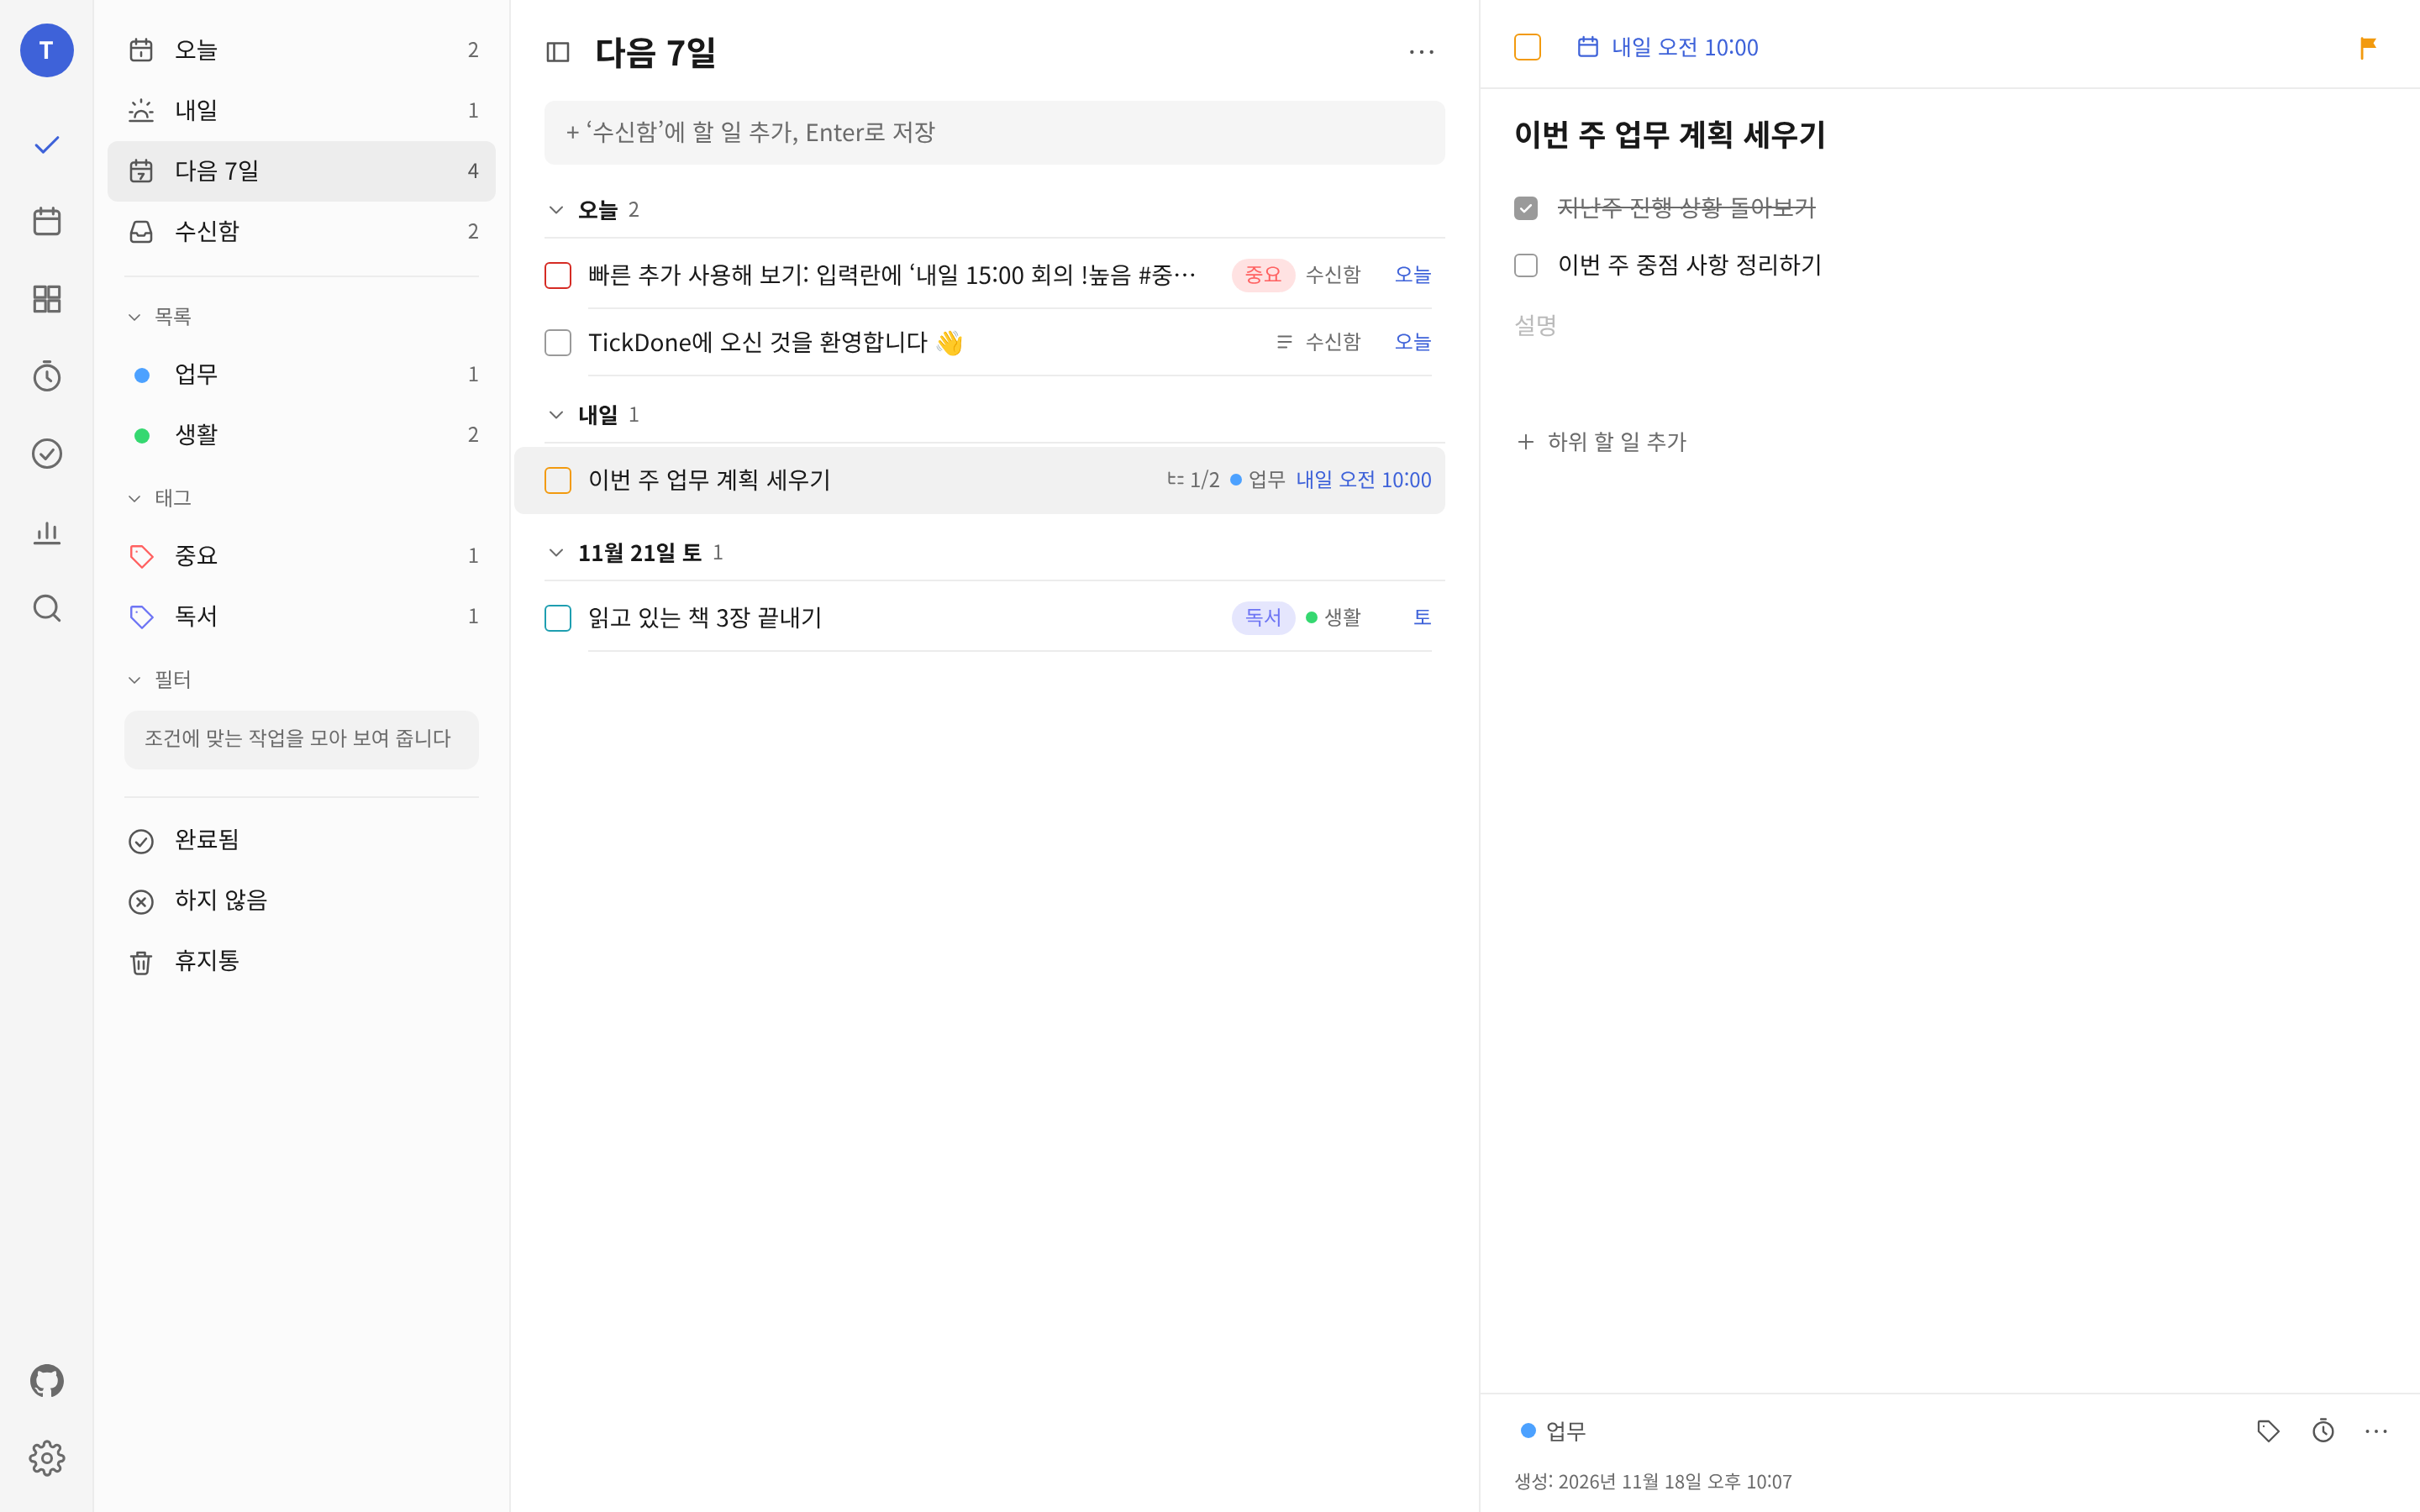 T
오늘 2
내일 1
다음 7일 4
수신함 2
목록
업무 1
생활 2
태그
중요 1
독서 1
필터
조건에 맞는 작업을 모아 보여 줍니다
완료됨
하지 않음
휴지통
다음 7일
+ ‘수신함’에 할 일 추가, Enter로 저장
오늘 2
빠른 추가 사용해 보기: 입력란에 ‘내일 15:00 회의 !높음 #중… 중요 수신함 오늘
TickDone에 오신 것을 환영합니다 👋 수신함 오늘
내일 1
이번 주 업무 계획 세우기 1/2 업무 내일 오전 10:00
11월 21일 토 1
읽고 있는 책 3장 끝내기 독서 생활 토
내일 오전 10:00
이번 주 업무 계획 세우기
지난주 진행 상황 돌아보기
이번 주 중점 사항 정리하기
설명
하위 할 일 추가
업무
생성: 2026년 11월 18일 오후 10:07